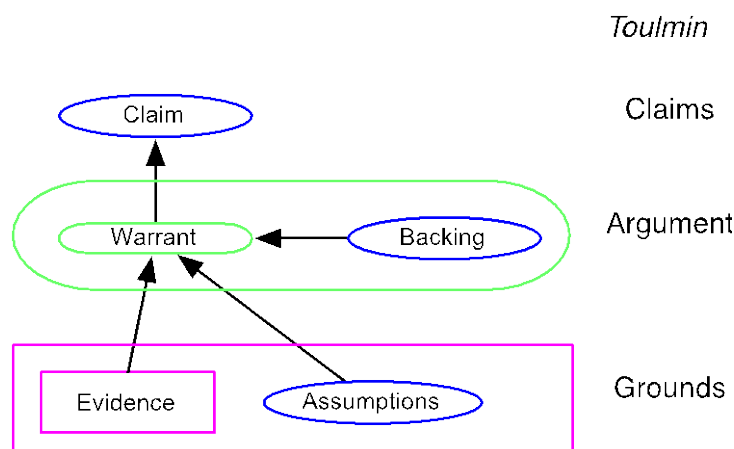 Toulmin
Claim
Claims
Warrant
Backing
Argument
Evidence
Assumptions
Grounds